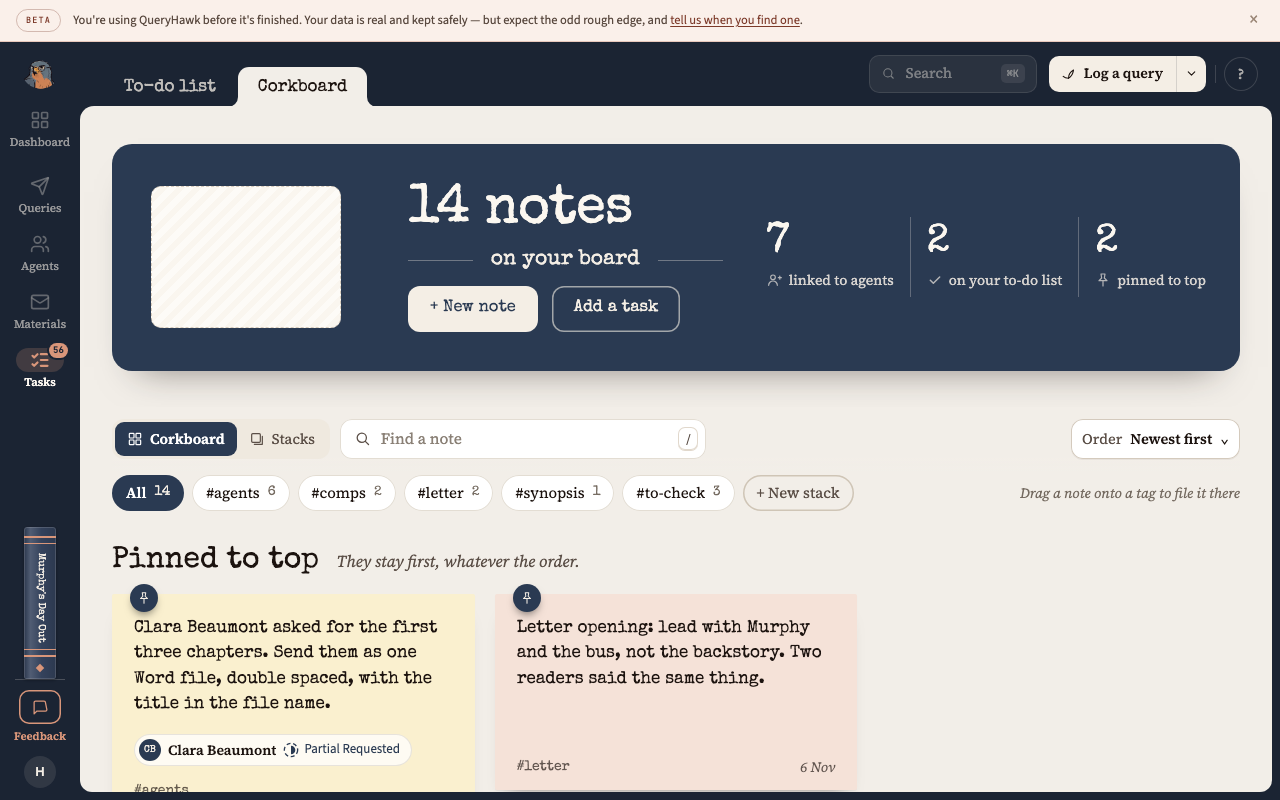 BETA
You're using QueryHawk before it's finished. Your data is real and kept safely — but expect the odd rough edge, and tell us when you find one.
×
To-do list
Corkboard
Search
⌘K
Log a query
?
Dashboard
Queries
Agents
Materials
56
Tasks
Murphy's Day Out
Feedback
H
14 notes
on your board
+ New note
Add a task
7
linked to agents
2
on your to-do list
2
pinned to top
Corkboard
Stacks
Find a note
/
Order Newest first
All 14
#agents 6
#comps 2
#letter 2
#synopsis 1
#to-check 3
+ New stack
Drag a note onto a tag to file it there
Pinned to top
They stay first, whatever the order.
Clara Beaumont asked for the first
three chapters. Send them as one
Word file, double spaced, with the
title in the file name.
CB
Clara Beaumont
Partial Requested
#agents
Letter opening: lead with Murphy
and the bus, not the backstory. Two
readers said the same thing.
#letter
6 Nov